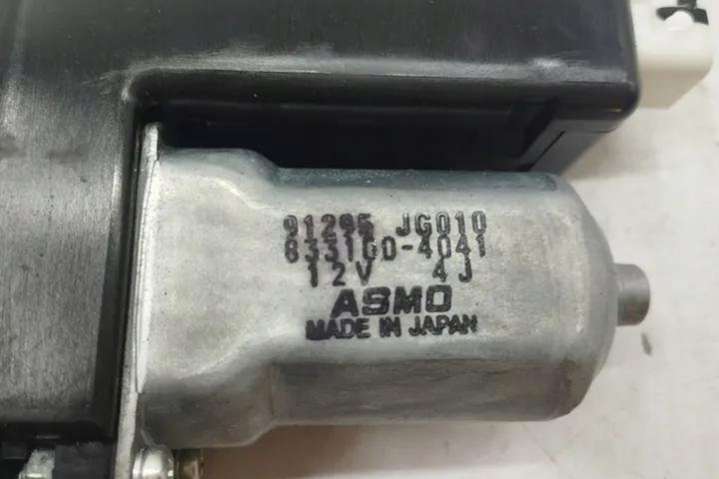 91295 JG010
833100-4041
12V 4J
ASMO
MADE IN JAPAN